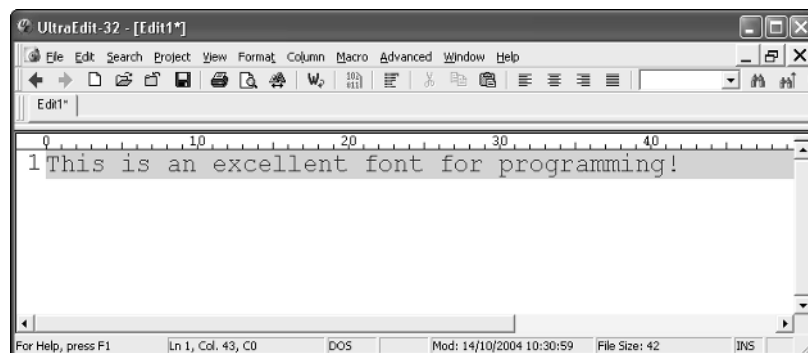 UltraEdit-32 - [Edit1*]
File Edit Search Project View Format Column Macro Advanced Window Help
Edit1*
0 10 20 30 40
1 This is an excellent font for programming!
For Help, press F1 Ln 1, Col. 43, C0 DOS Mod: 14/10/2004 10:30:59 File Size: 42 INS